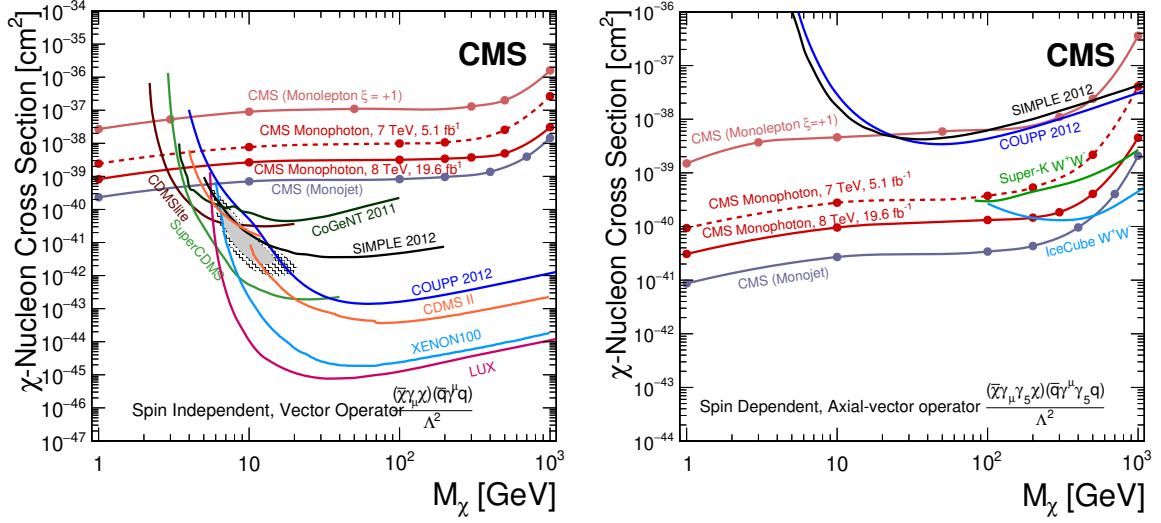 χ-Nucleon Cross Section [cm²]
10⁻³⁴
10⁻³⁵
10⁻³⁶
10⁻³⁷
10⁻³⁸
10⁻³⁹
10⁻⁴⁰
10⁻⁴¹
10⁻⁴²
10⁻⁴³
10⁻⁴⁴
10⁻⁴⁵
10⁻⁴⁶
10⁻⁴⁷
CMS
CMS (Monolepton ξ = +1)
CMS Monophoton, 7 TeV, 5.1 fb⁻¹
CMS Monophoton, 8 TeV, 19.6 fb⁻¹
CMS (Monojet)
CDMSlite
CoGeNT 2011
SuperCDMS
SIMPLE 2012
COUPP 2012
CDMS II
XENON100
LUX
Spin Independent, Vector Operator (χ̅γ_μχ)(q̅γ^μq)
Λ²
1
10
10²
10³
M_χ [GeV]
χ-Nucleon Cross Section [cm²]
10⁻³⁶
10⁻³⁷
10⁻³⁸
10⁻³⁹
10⁻⁴⁰
10⁻⁴¹
10⁻⁴²
10⁻⁴³
10⁻⁴⁴
CMS
SIMPLE 2012
CMS (Monolepton ξ=+1)
COUPP 2012
Super-K W⁺W⁻
CMS Monophoton, 7 TeV, 5.1 fb⁻¹
CMS Monophoton, 8 TeV, 19.6 fb⁻¹
IceCube W⁺W⁻
CMS (Monojet)
Spin Dependent, Axial-vector operator (χ̅γ_μγ₅χ)(q̅γ^μγ₅q)
Λ²
1
10
10²
10³
M_χ [GeV]